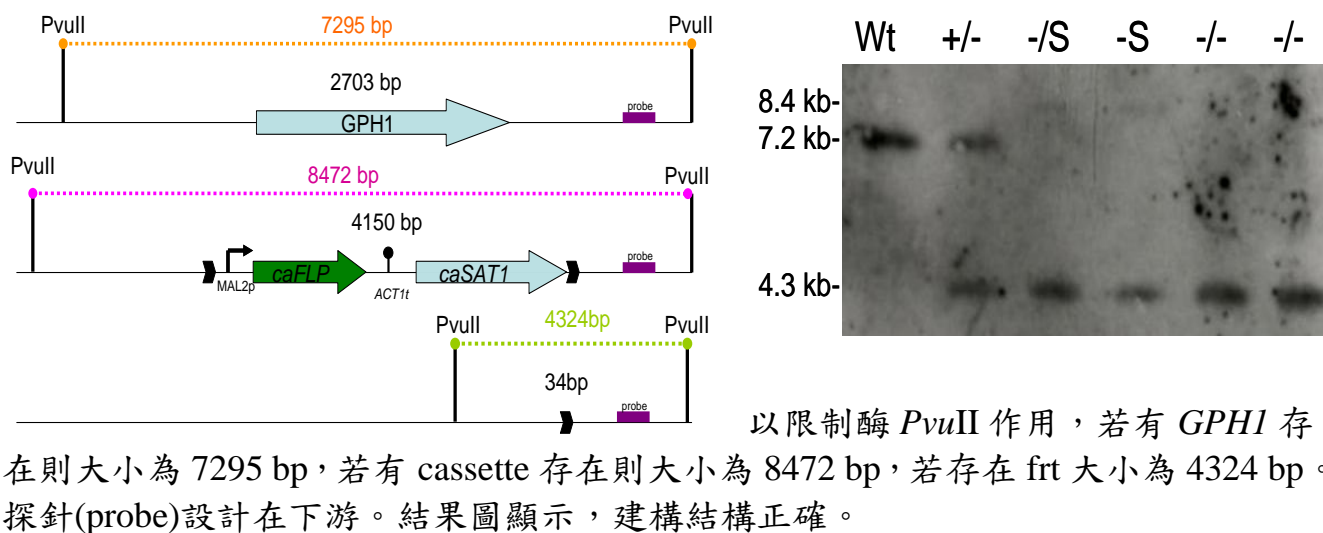 PvuII 7295 bp PvuII
2703 bp
GPH1
probe
PvuII 8472 bp PvuII
4150 bp
MAL2p caFLP ACT1t caSAT1 probe
PvuII 4324bp PvuII
34bp
probe
Wt +/- -/S -S -/- -/-
8.4 kb-
7.2 kb-
4.3 kb-
以限制酶 PvuII 作用，若有 GPH1 存
在則大小為 7295 bp，若有 cassette 存在則大小為 8472 bp，若存在 frt 大小為 4324 bp。
探針(probe)設計在下游。結果圖顯示，建構結構正確。